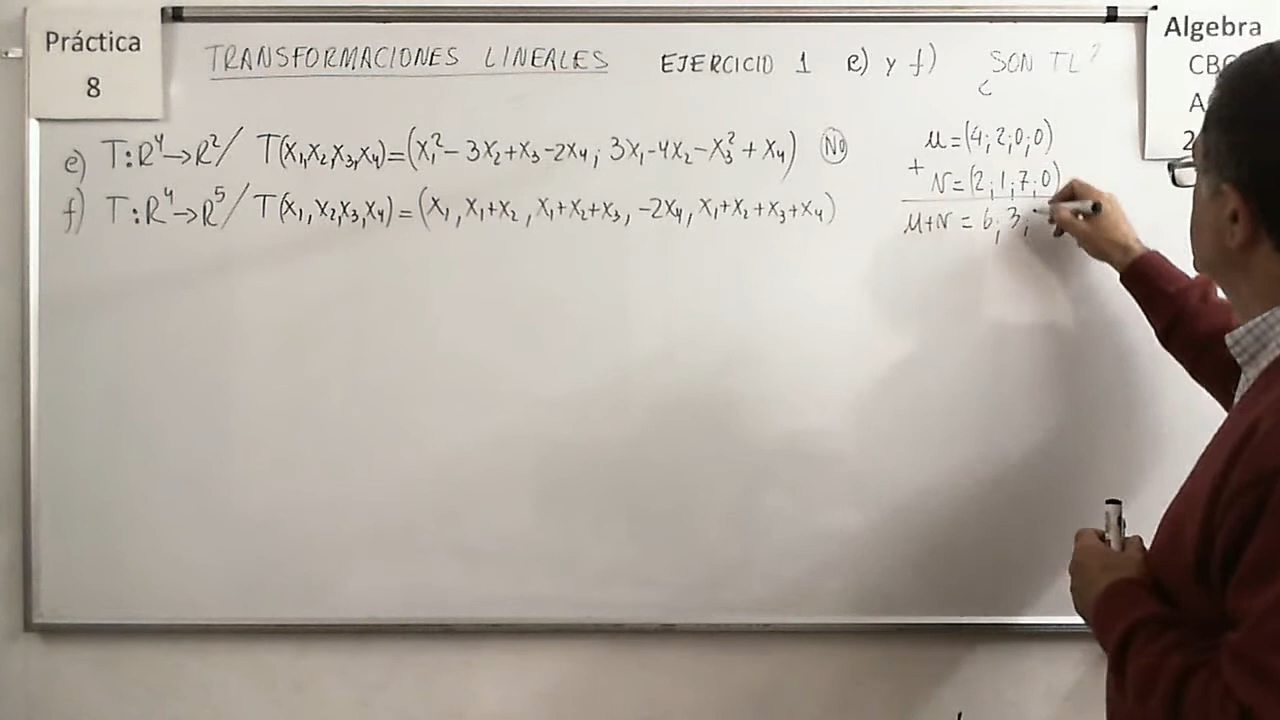 Práctica
8
TRANSFORMACIONES LINEALES EJERCICIO 1 e) y f) ¿SON TL?
Algebra
e) T:R⁴→R²/ T(x₁,x₂,x₃,x₄)=(x₁²-3x₂+x₃-2x₄; 3x₁-4x₂-x₃²+x₄) NO
f) T:R⁴→R⁵/ T(x₁,x₂,x₃,x₄)=(x₁, x₁+x₂, x₁+x₂+x₃, -2x₄, x₁+x₂+x₃+x₄)
u=(4;2;0;0)
+ v=(2;1;7;0)
u+v = 6;3;